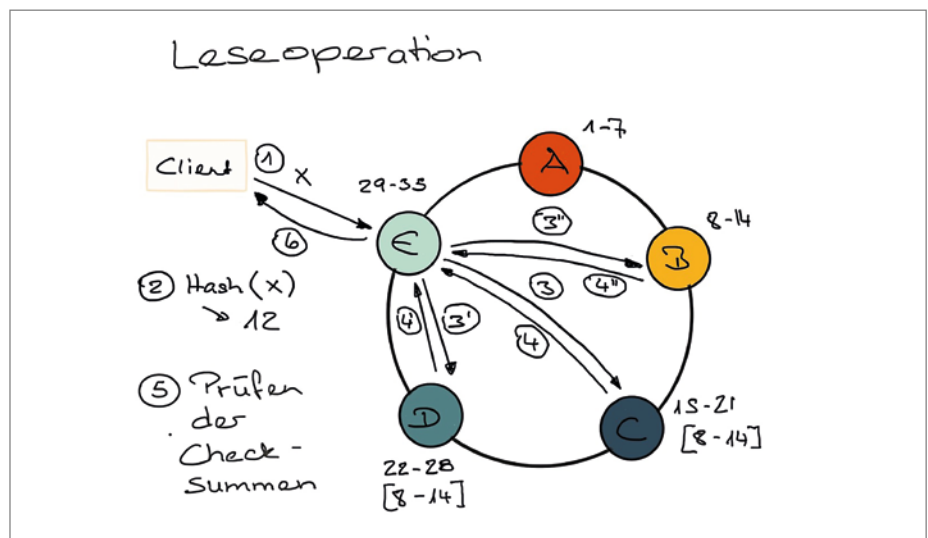 Leseoperation
1-7
Client
1
X
29-35
A
8-14
6
E
3"
B
2 Hash (x)
→ 12
3
4"
4'
3'
4
5 Prüfen
der
Check-
summen
D
C
15-21
[8-14]
22-28
[8-14]